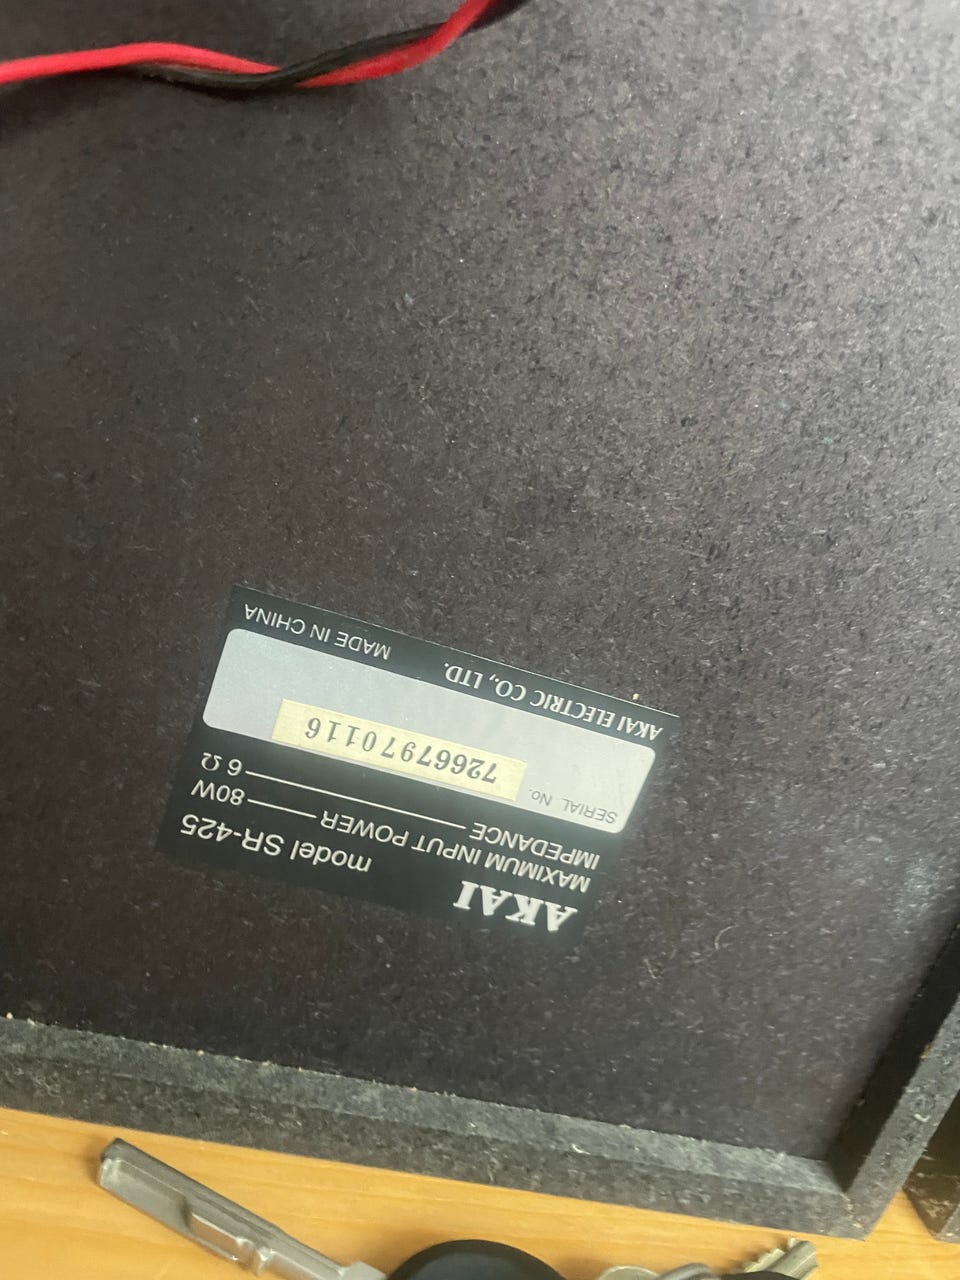 AKAI model SR-425
MAXIMUM INPUT POWER 80W
IMPEDANCE 6 Ω
SERIAL No. 72667970116
AKAI ELECTRIC CO., LTD. MADE IN CHINA